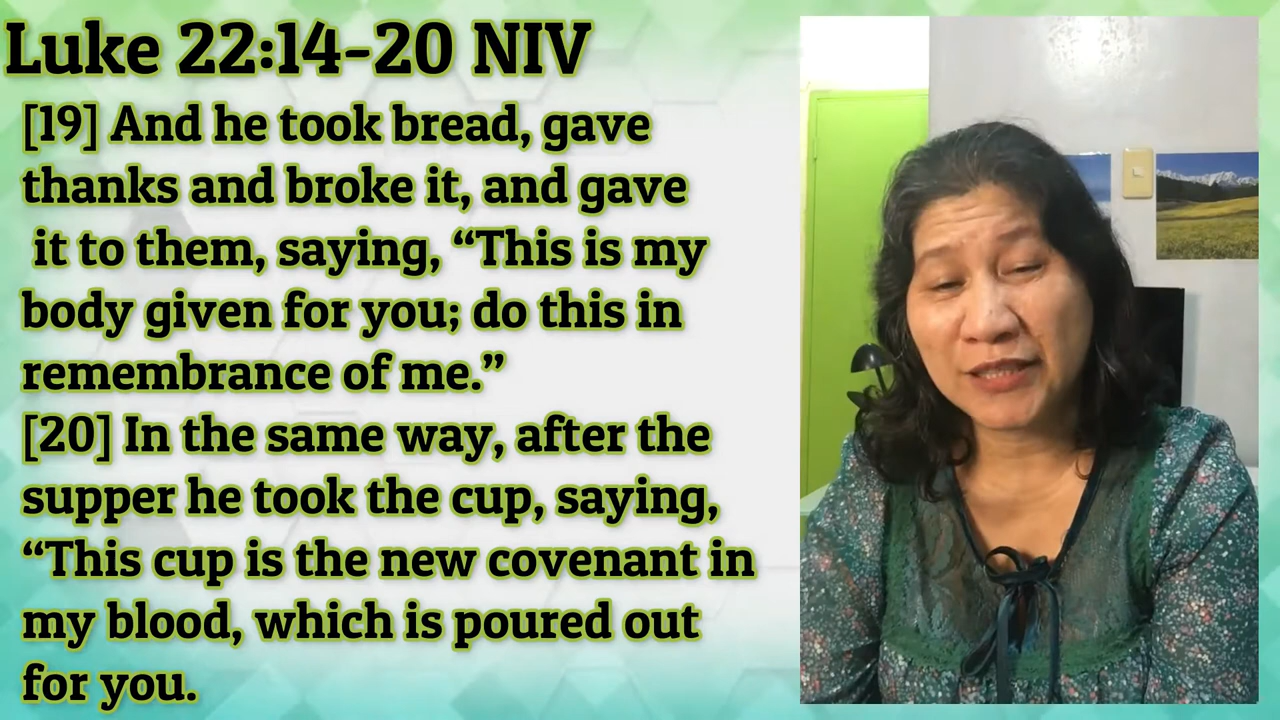 Luke 22:14-20 NIV
[19] And he took bread, gave
thanks and broke it, and gave
it to them, saying, “This is my
body given for you; do this in
remembrance of me.”
[20] In the same way, after the
supper he took the cup, saying,
“This cup is the new covenant in
my blood, which is poured out
for you.